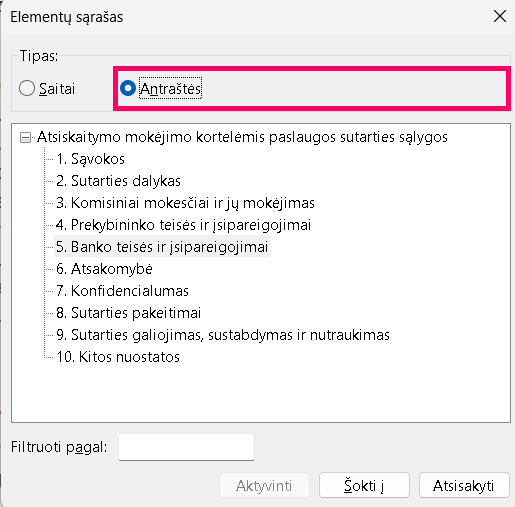 Elementų sąrašas
Tipas:
Saitai
Antraštės
Atsiskaitymo mokėjimo kortelėmis paslaugos sutarties sąlygos
1. Sąvokos
2. Sutarties dalykas
3. Komisiniai mokesčiai ir jų mokėjimas
4. Prekybininko teisės ir įsipareigojimai
5. Banko teisės ir įsipareigojimai
6. Atsakomybė
7. Konfidencialumas
8. Sutarties pakeitimai
9. Sutarties galiojimas, sustabdymas ir nutraukimas
10. Kitos nuostatos
Filtruoti pagal:
Aktyvinti
Šokti į
Atsisakyti